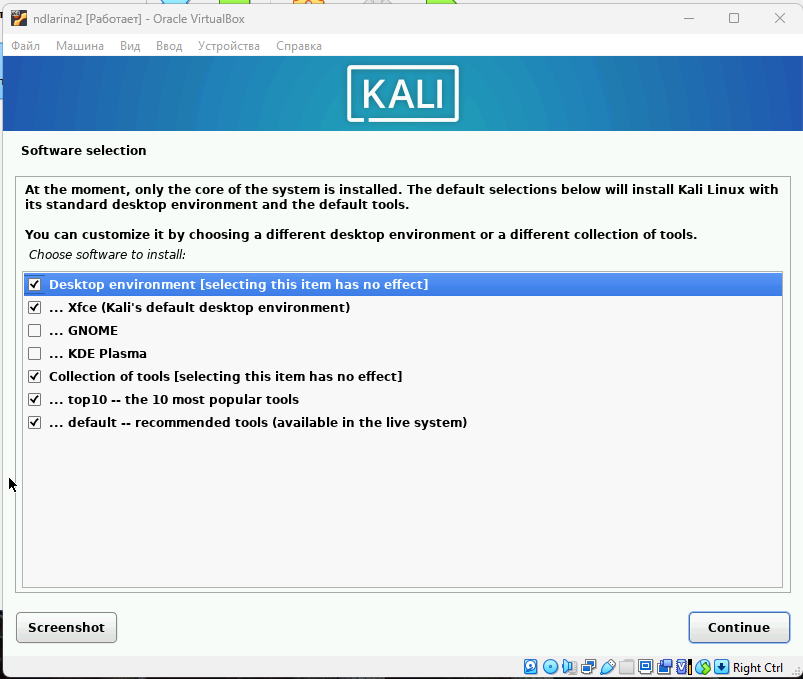 ndlarina2 [Работает] - Oracle VirtualBox
Файл Машина Вид Ввод Устройства Справка
KALI
Software selection
At the moment, only the core of the system is installed. The default selections below will install Kali Linux with
its standard desktop environment and the default tools.
You can customize it by choosing a different desktop environment or a different collection of tools.
Choose software to install:
Desktop environment [selecting this item has no effect]
... Xfce (Kali's default desktop environment)
... GNOME
... KDE Plasma
Collection of tools [selecting this item has no effect]
... top10 -- the 10 most popular tools
... default -- recommended tools (available in the live system)
Screenshot
Continue
Right Ctrl